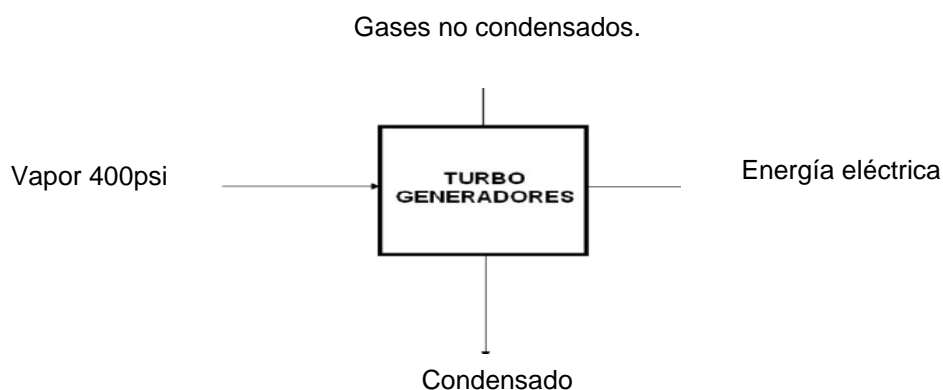 Gases no condensados.
Vapor 400psi
TURBO
GENERADORES
Energía eléctrica
Condensado